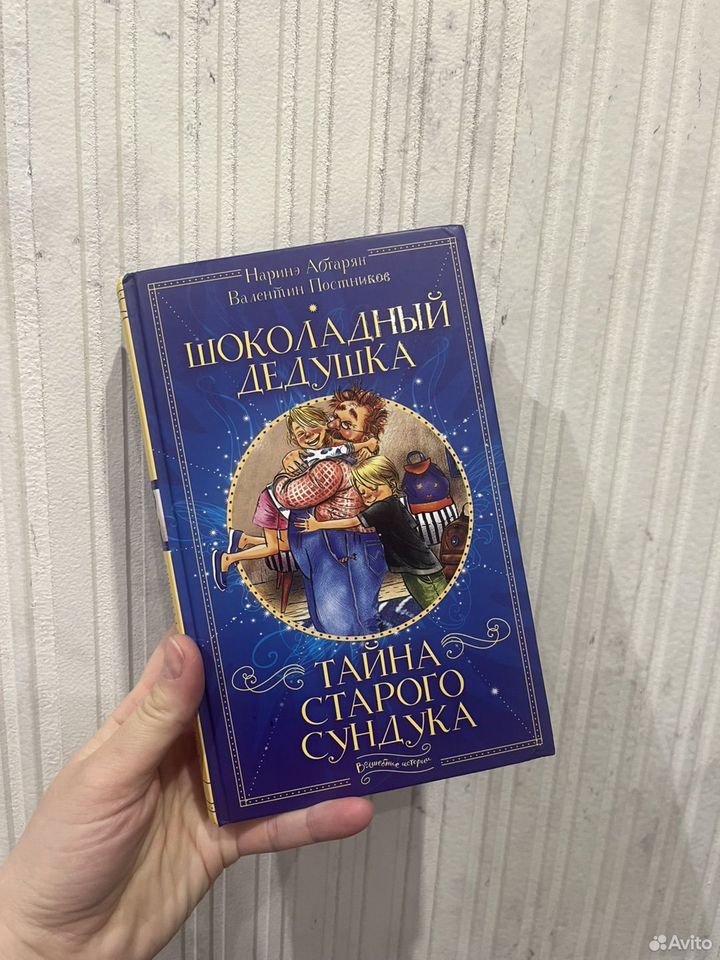 Наринэ Абгарян
Валентин Постников
ШОКОЛАДНЫЙ
ДЕДУШКА
ТАЙНА
СТАРОГО
СУНДУКА
Волшебные истории
Avito